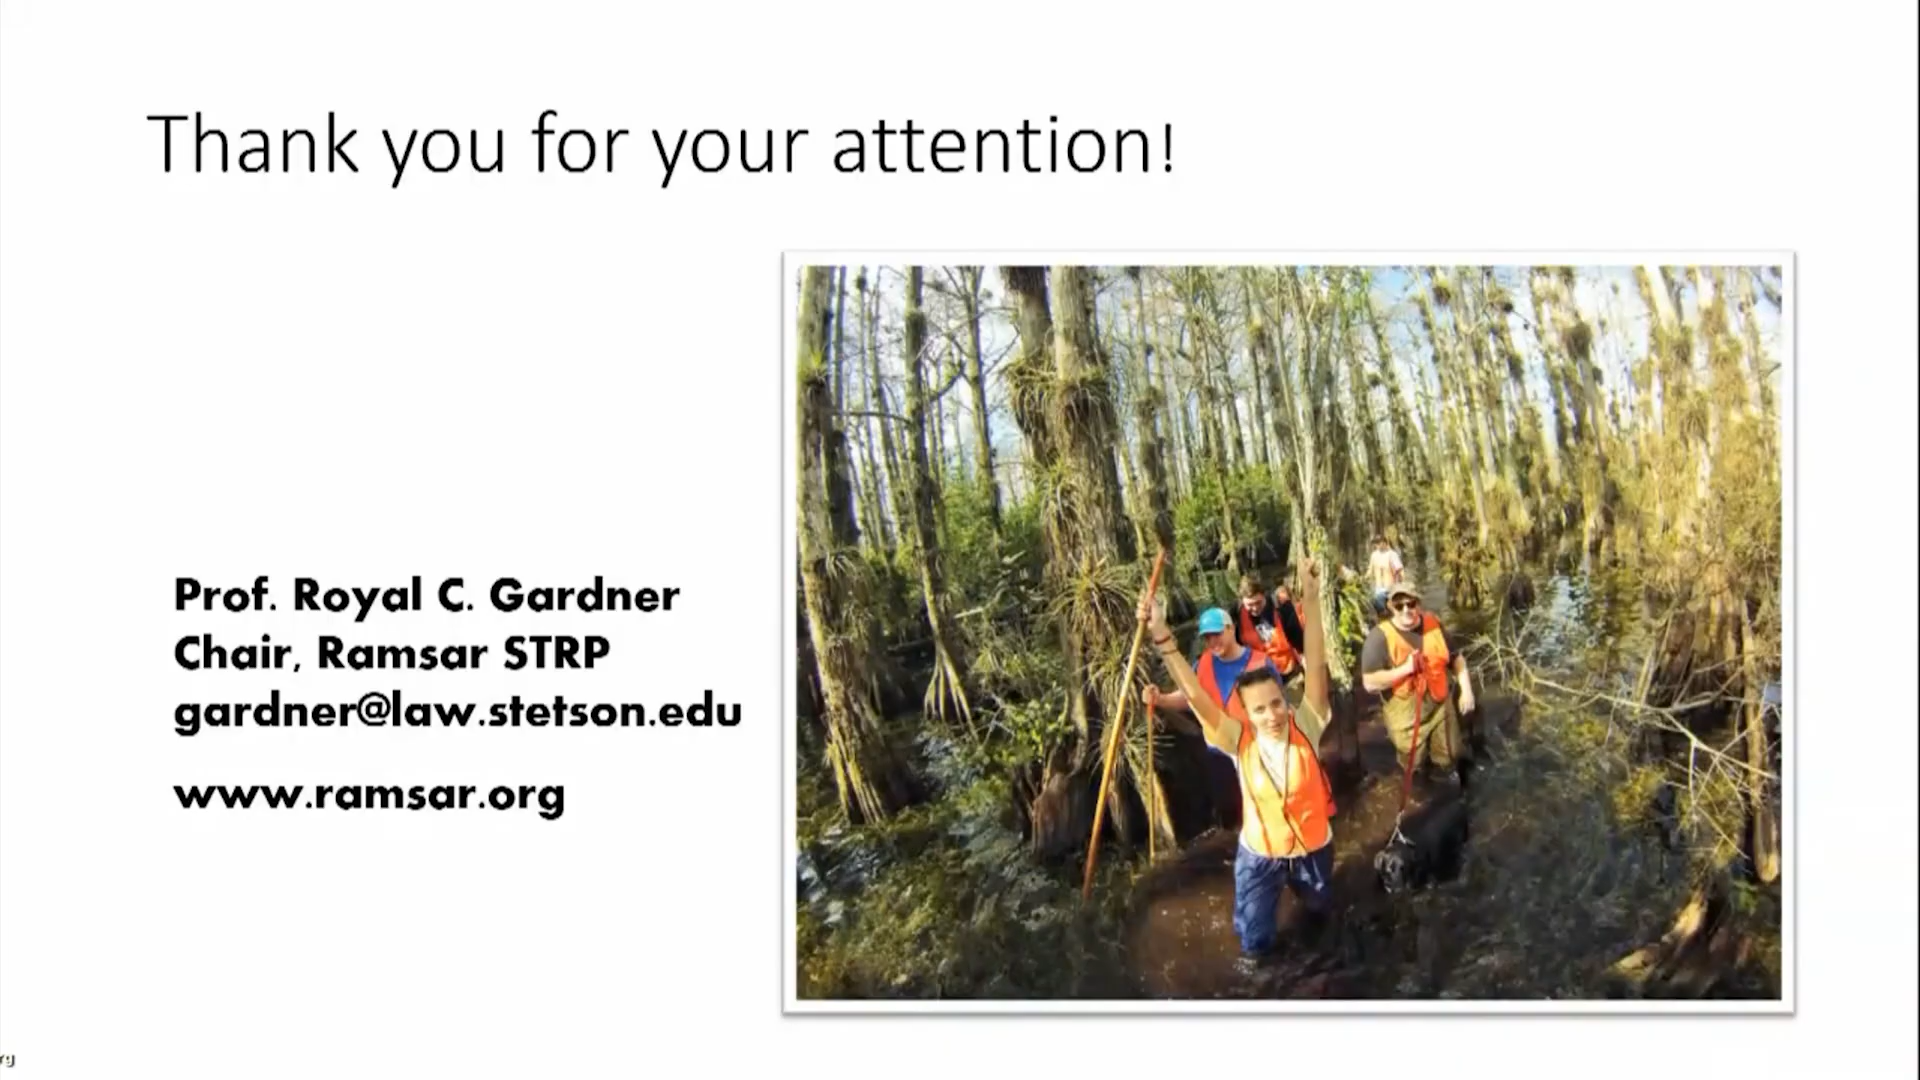 Thank you for your attention!
Prof. Royal C. Gardner
Chair, Ramsar STRP
gardner@law.stetson.edu
www.ramsar.org